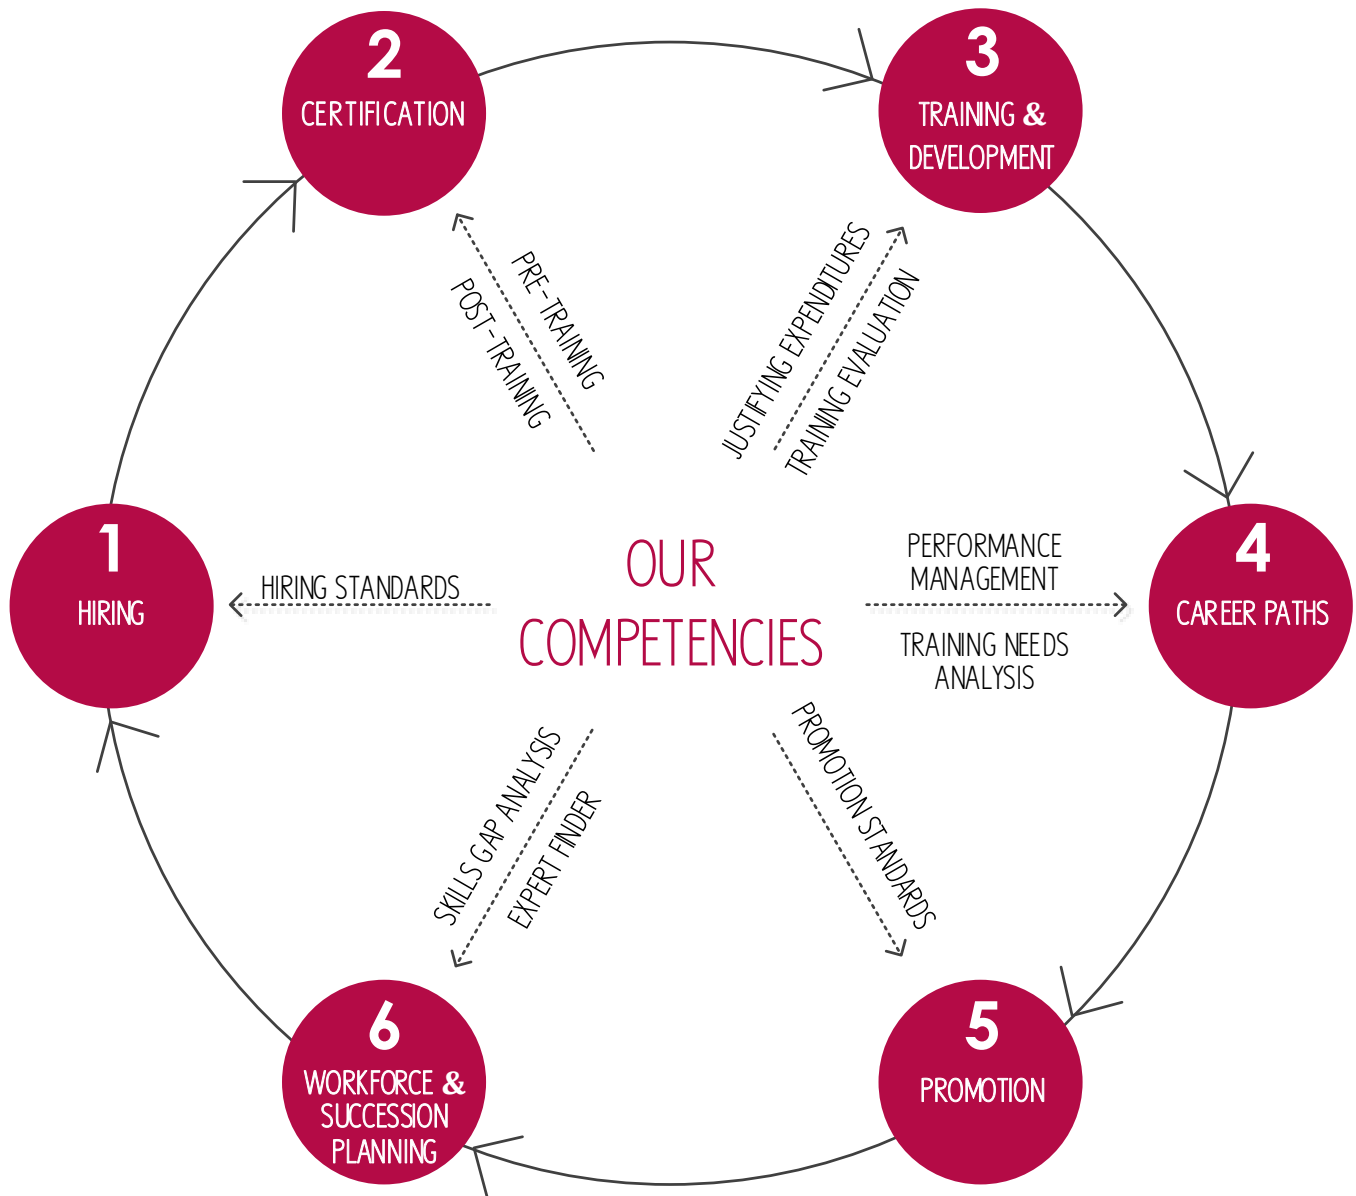 2
CERTIFICATION
3
TRAINING &
DEVELOPMENT
PRE-TRAINING
POST-TRAINING
JUSTIFYING EXPENDITURES
TRAINING EVALUATION
1
HIRING
HIRING STANDARDS
OUR
COMPETENCIES
PERFORMANCE
MANAGEMENT
TRAINING NEEDS
ANALYSIS
4
CAREER PATHS
SKILLS GAP ANALYSIS
EXPERT FINDER
PROMOTION STANDARDS
6
WORKFORCE &
SUCCESSION
PLANNING
5
PROMOTION